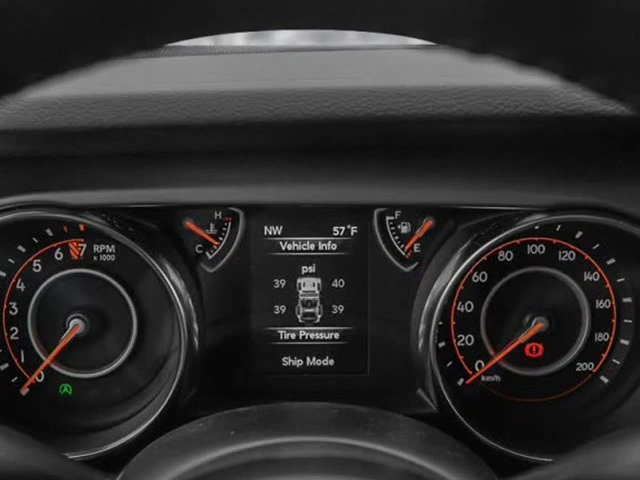 NW 57°F
Vehicle Info
psi
39 40
39 39
Tire Pressure
Ship Mode
H
C
F
E
7
6
5
4
3
2
1
0
RPM
x 1000
A
0
20
40
60
80
100
120
140
160
180
200
km/h